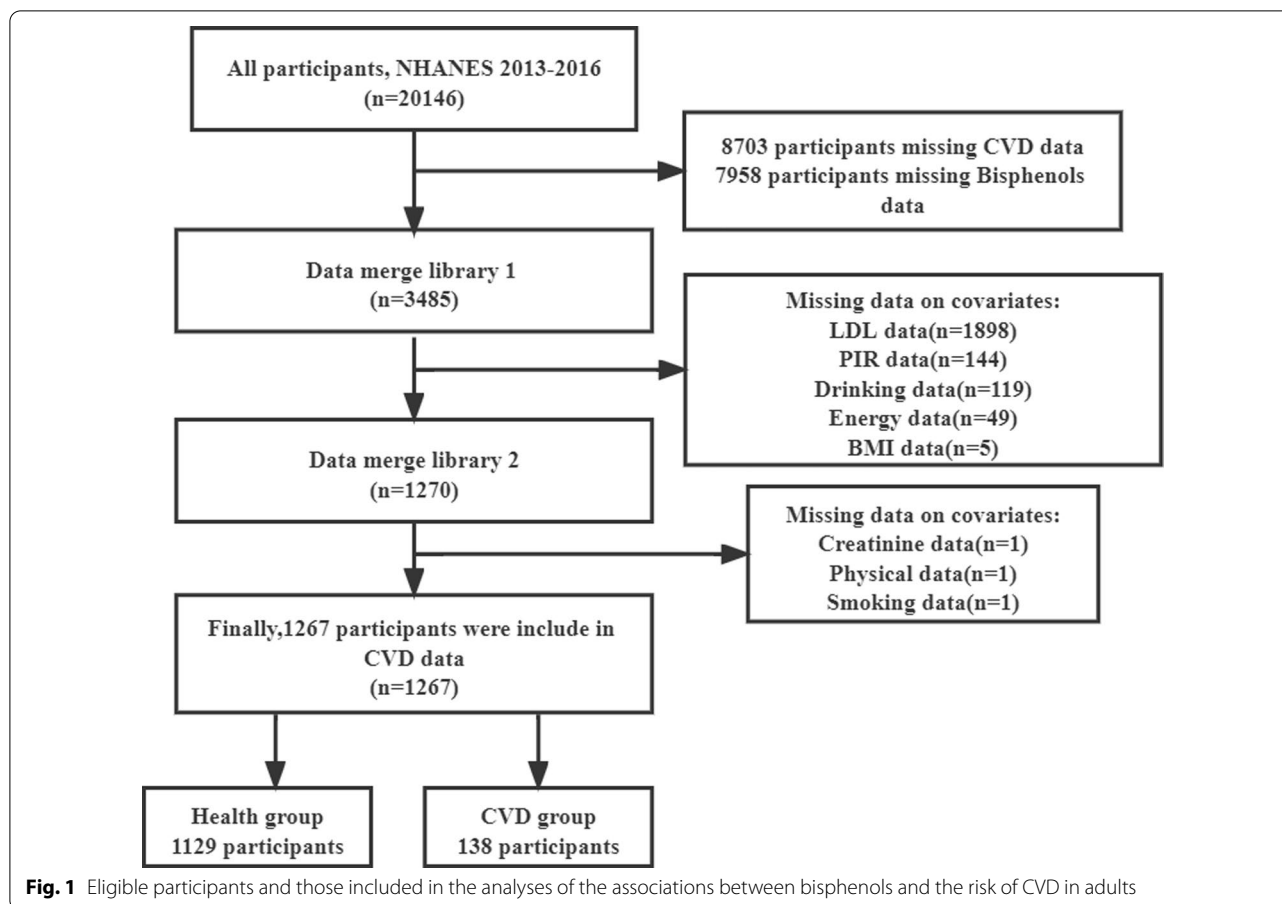 All participants, NHANES 2013-2016
(n=20146)
8703 participants missing CVD data
7958 participants missing Bisphenols
data
Data merge library 1
(n=3485)
Missing data on covariates:
LDL data(n=1898)
PIR data(n=144)
Drinking data(n=119)
Energy data(n=49)
BMI data(n=5)
Data merge library 2
(n=1270)
Missing data on covariates:
Creatinine data(n=1)
Physical data(n=1)
Smoking data(n=1)
Finally,1267 participants were include in
CVD data
(n=1267)
Health group
1129 participants
CVD group
138 participants
Fig. 1 Eligible participants and those included in the analyses of the associations between bisphenols and the risk of CVD in adults